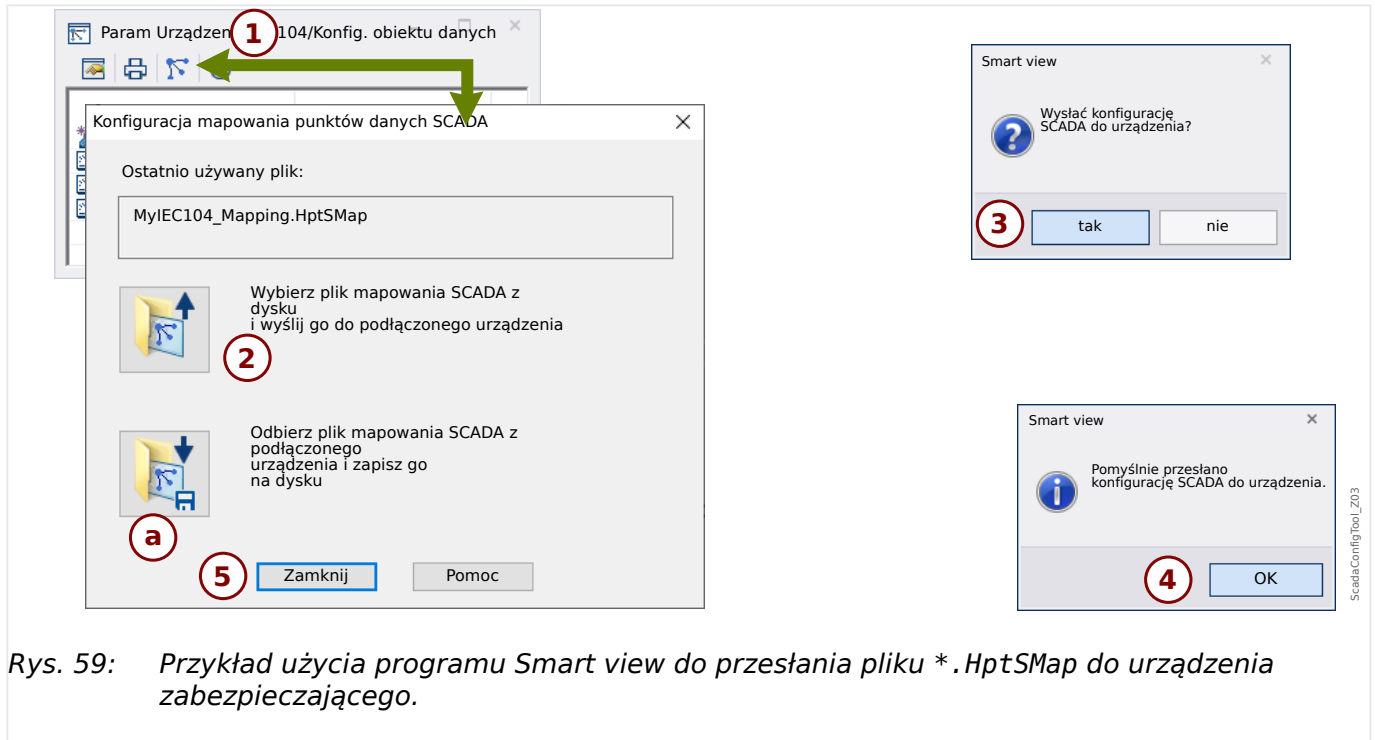 Param Urządzen 1 104/Konfig. obiektu danych
Konfiguracja mapowania punktów danych SCADA
Ostatnio używany plik:
MyIEC104_Mapping.HptSMap
Wybierz plik mapowania SCADA z
dysku
i wyślij go do podłączonego urządzenia
2
Odbierz plik mapowania SCADA z
podłączonego
urządzenia i zapisz go
na dysku
a
5 Zamknij Pomoc
Smart view
Wysłać konfigurację
SCADA do urządzenia?
3 tak nie
Smart view
Pomyślnie przesłano
konfigurację SCADA do urządzenia.
4 OK
ScadaConfigTool_Z03
Rys. 59: Przykład użycia programu Smart view do przesłania pliku *.HptSMap do urządzenia
zabezpieczającego.